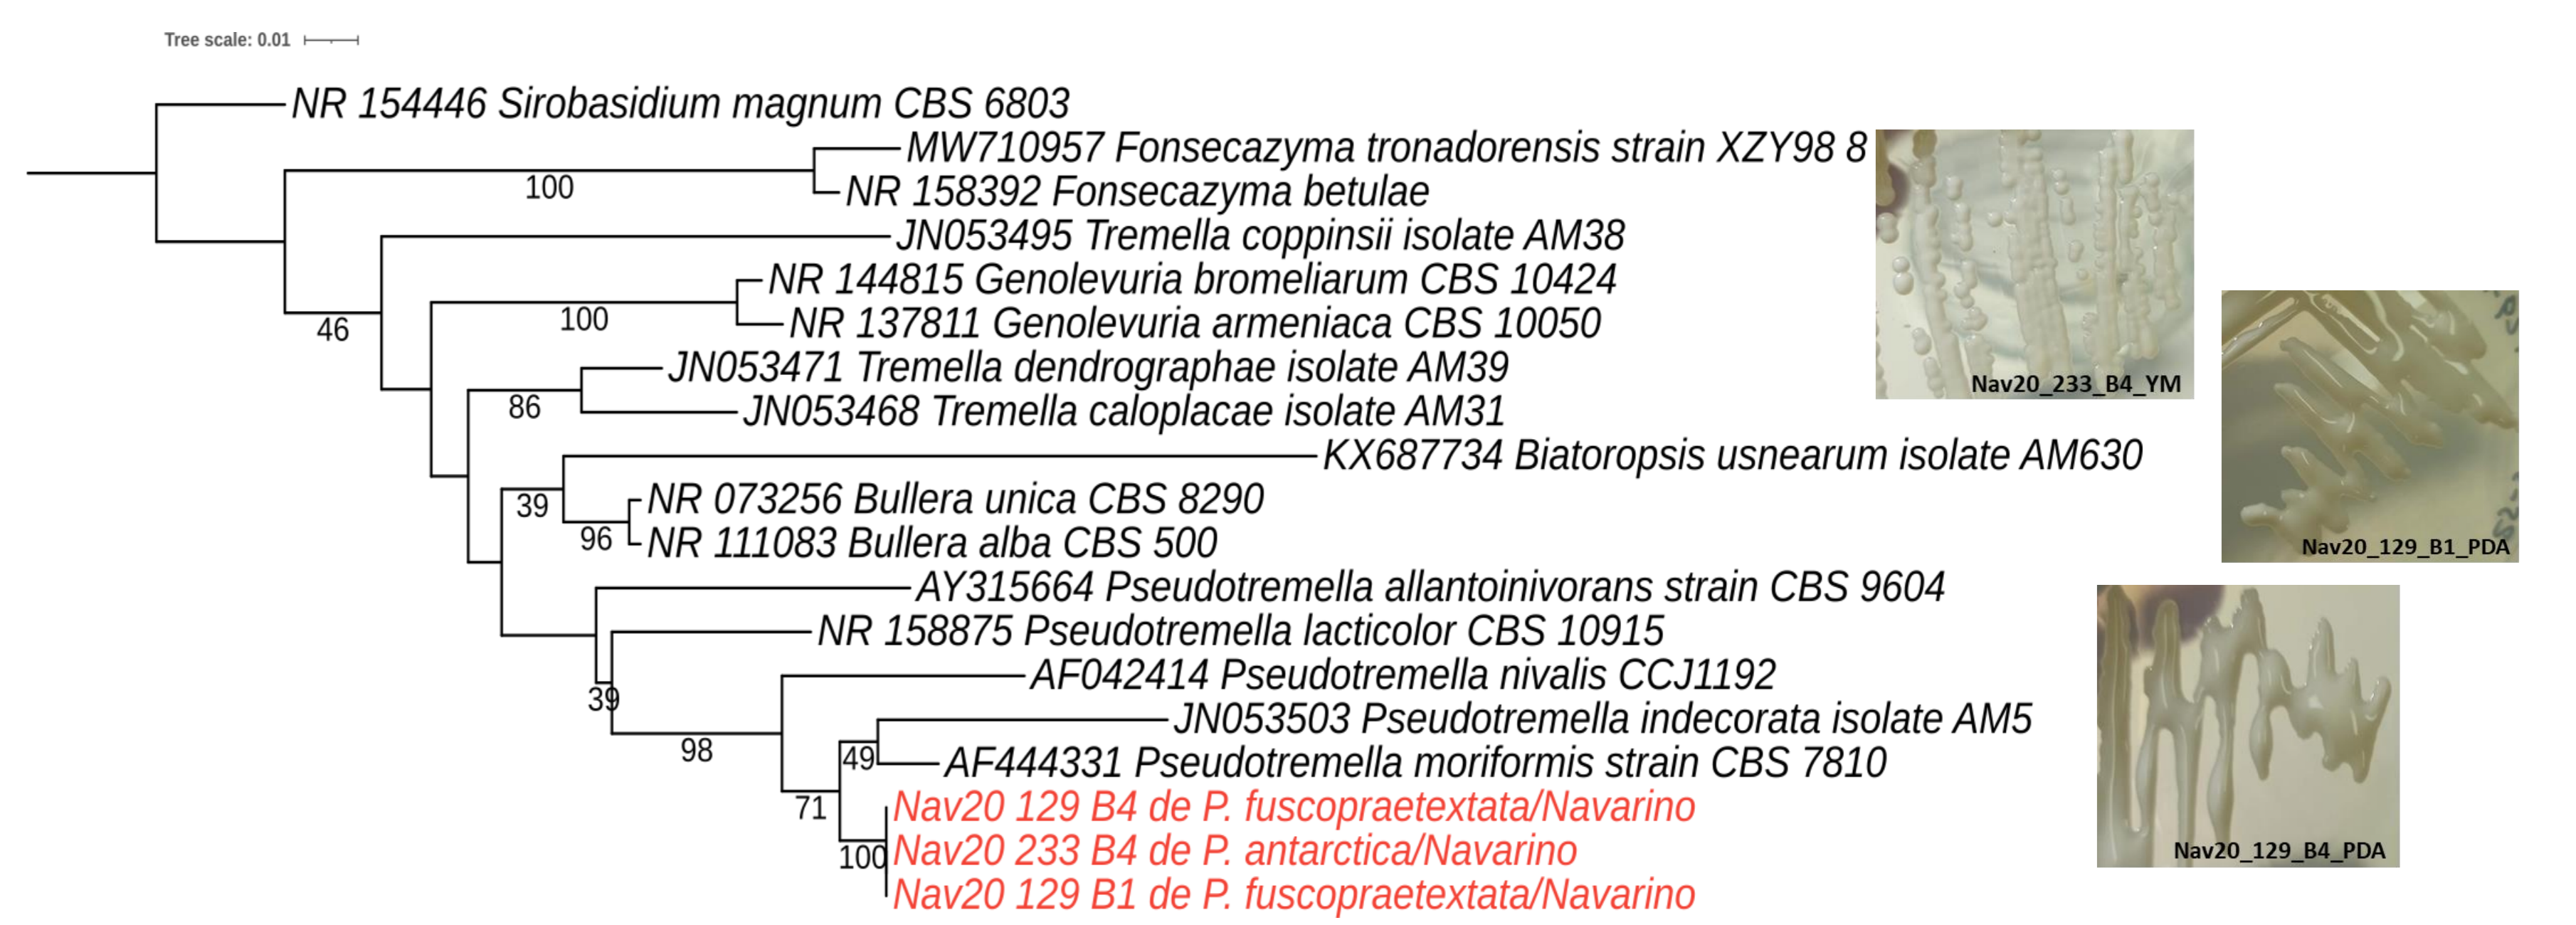 Tree scale: 0.01
NR 154446 Sirobasidium magnum CBS 6803
MW710957 Fonsecazyma tronadorensis strain XZY98 8
100
NR 158392 Fonsecazyma betulae
JN053495 Tremella coppinsii isolate AM38
NR 144815 Genolevuria bromeliarum CBS 10424
100
46
NR 137811 Genolevuria armeniaca CBS 10050
JN053471 Tremella dendrographae isolate AM39
86
JN053468 Tremella caloplacae isolate AM31
KX687734 Biatoropsis usnearum isolate AM630
39
NR 073256 Bullera unica CBS 8290
96
NR 111083 Bullera alba CBS 500
AY315664 Pseudotremella allantoinivorans strain CBS 9604
NR 158875 Pseudotremella lacticolor CBS 10915
AF042414 Pseudotremella nivalis CCJ1192
39
JN053503 Pseudotremella indecorata isolate AM5
98
49
AF444331 Pseudotremella moriformis strain CBS 7810
71
Nav20 129 B4 de P. fuscopraetextata/Navarino
100
Nav20 233 B4 de P. antarctica/Navarino
Nav20 129 B1 de P. fuscopraetextata/Navarino
Nav20_233_B4_YM
Nav20_129_B1_PDA
Nav20_129_B4_PDA